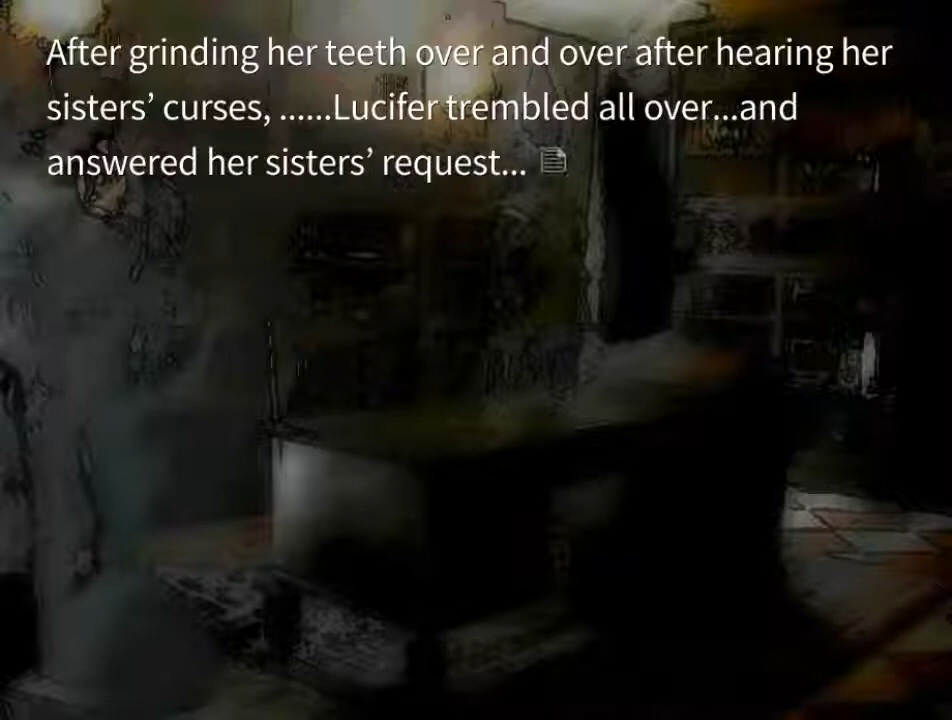 After grinding her teeth over and over after hearing her
sisters’ curses, ......Lucifer trembled all over...and
answered her sisters’ request...